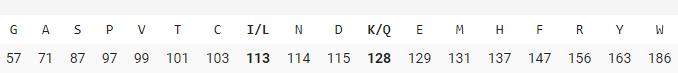 G A S P V T C I/L N D K/Q E M H F R Y W
57 71 87 97 99 101 103 113 114 115 128 129 131 137 147 156 163 186